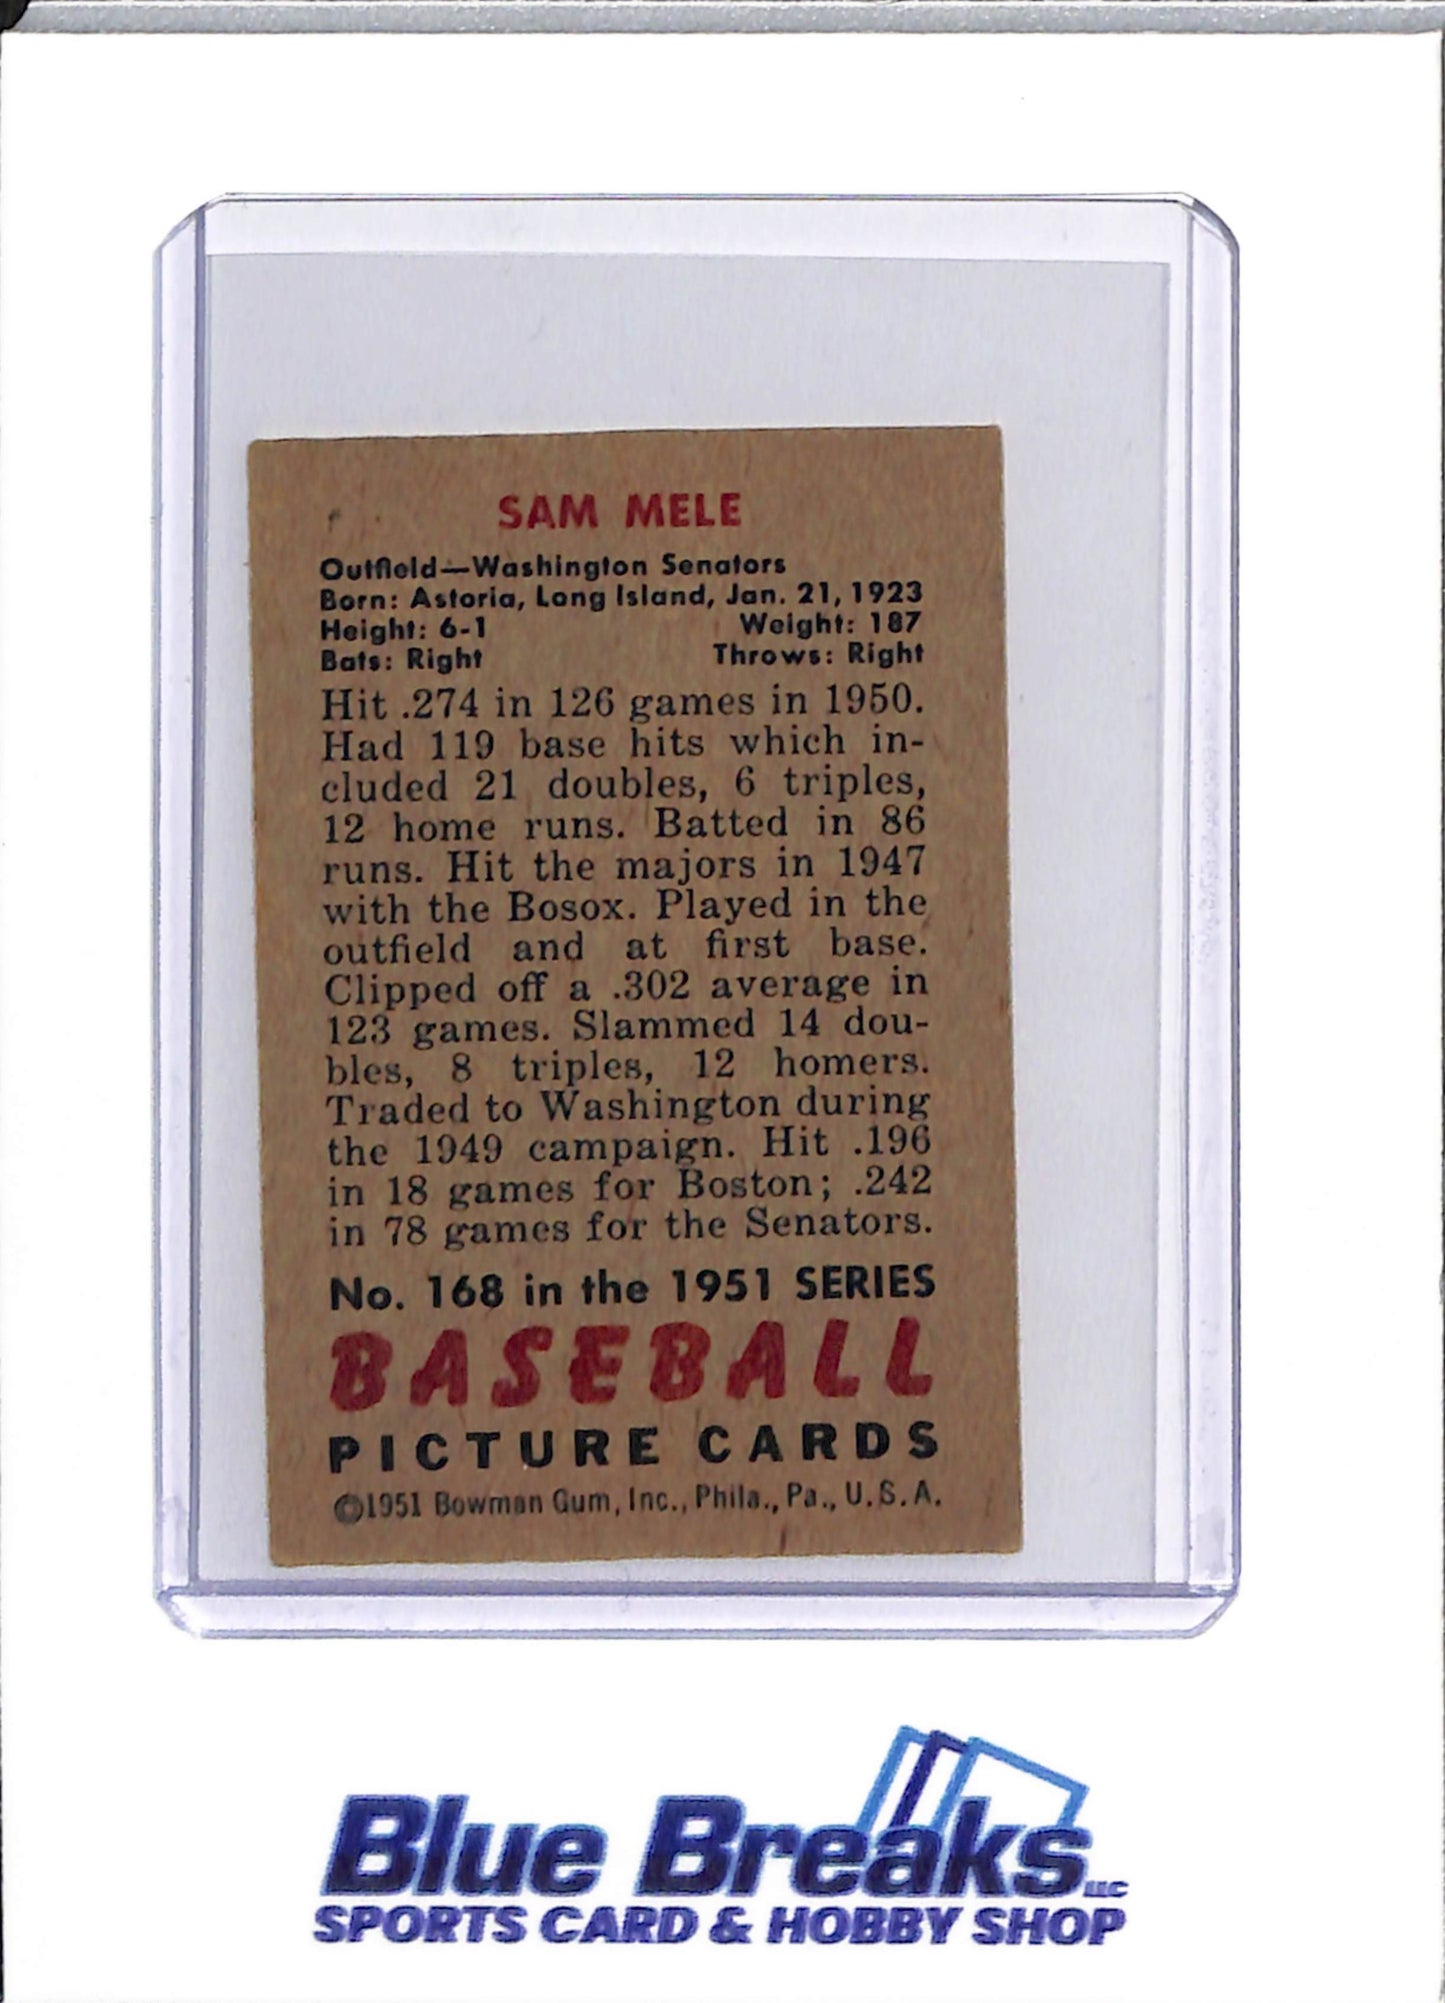 SAM MELE
Outfield—Washington Senators
Born: Astoria, Long Island, Jan. 21, 1923
Height: 6-1 Weight: 187
Bats: Right Throws: Right
Hit .274 in 126 games in 1950.
Had 119 base hits which in-
cluded 21 doubles, 6 triples,
12 home runs. Batted in 86
runs. Hit the majors in 1947
with the Bosox. Played in the
outfield and at first base.
Clipped off a .302 average in
123 games. Slammed 14 dou-
bles, 8 triples, 12 homers.
Traded to Washington during
the 1949 campaign. Hit .196
in 18 games for Boston; .242
in 78 games for the Senators.
No. 168 in the 1951 SERIES
BASEBALL
PICTURE CARDS
©1951 Bowman Gum, Inc., Phila., Pa., U.S.A.
Blue Breaks LLC
SPORTS CARD & HOBBY SHOP